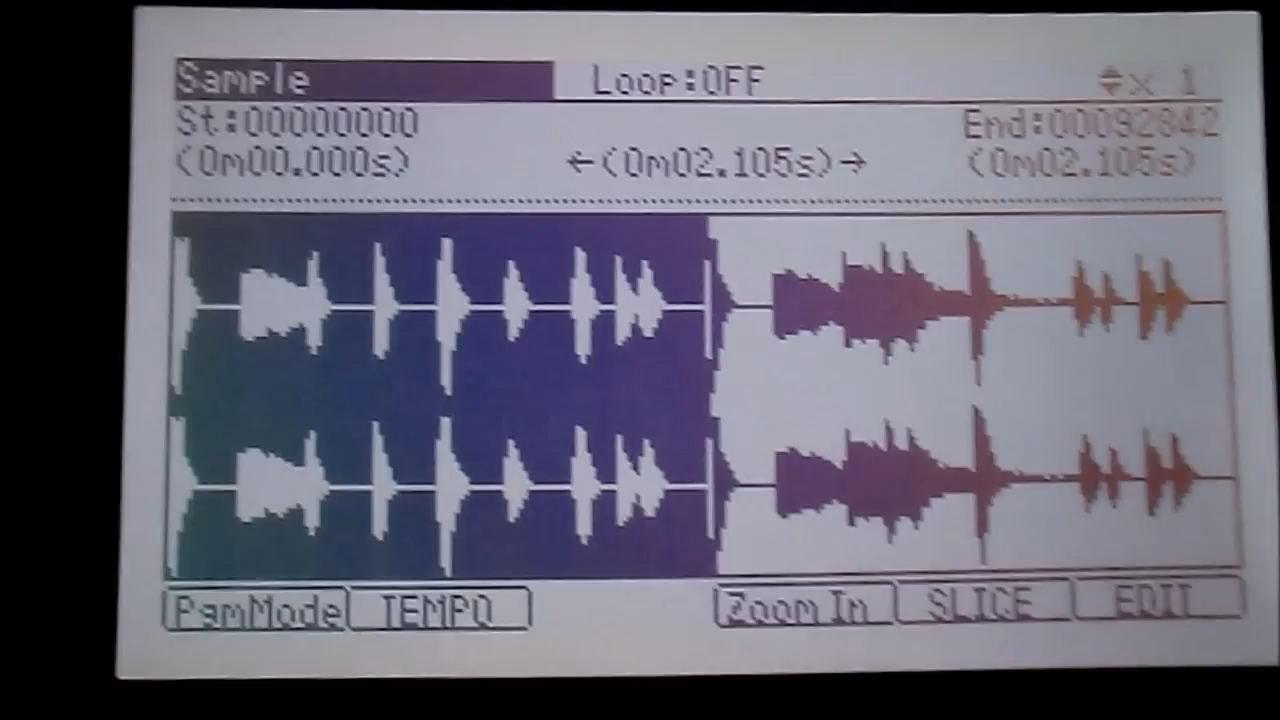 Sample Loop:OFF x 1
St:00000000 End:00092842
(0m00.000s) ←(0m02.105s)→ (0m02.105s)
PgmMode TEMPO Zoom In SLICE EDIT